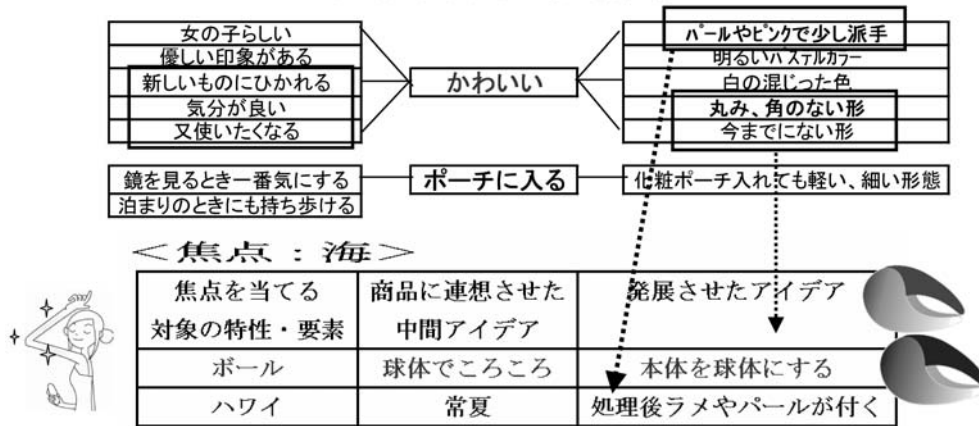 女の子らしい
優しい印象がある
新しいものにひかれる
気分が良い
又使いたくなる
かわいい
パールやピンクで少し派手
明るいパステルカラー
白の混じった色
丸み、角のない形
今までにない形
鏡を見るとき一番気にする
泊まりのときにも持ち歩ける
ポーチに入る
化粧ポーチ入れても軽い、細い形態
＜焦点：海＞
焦点を当てる
対象の特性・要素
商品に連想させた
中間アイデア
発展させたアイデア
ボール
球体でころころ
本体を球体にする
ハワイ
常夏
処理後ラメやパールが付く